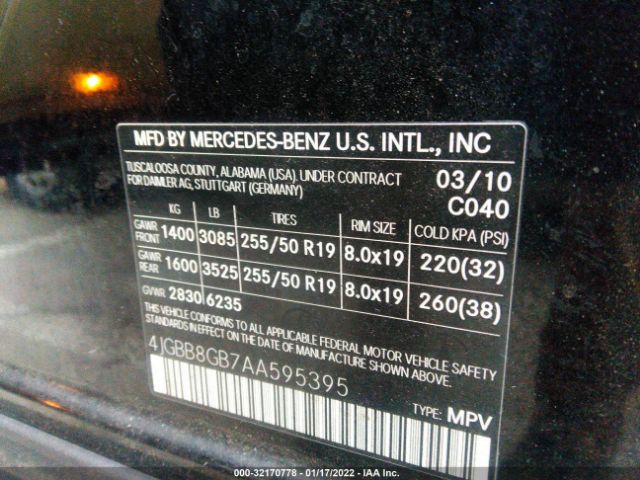 MFD BY MERCEDES-BENZ U.S. INTL., INC
TUSCALOOSA COUNTY, ALABAMA (USA). UNDER CONTRACT
FOR DAIMLER AG, STUTTGART (GERMANY)
03/10
C040
KG LB TIRES RIM SIZE COLD KPA (PSI)
GAWR FRONT 1400 3085 255/50 R19 8.0x19 220(32)
GAWR REAR 1600 3525 255/50 R19 8.0x19 260(38)
GVWR 2830 6235
THIS VEHICLE CONFORMS TO ALL APPLICABLE FEDERAL MOTOR VEHICLE SAFETY
STANDARDS IN EFFECT ON THE DATE OF MANUFACTURE SHOWN ABOVE.
4JGBB8GB7AA595395
TYPE: MPV
000-32170778 - 01/17/2022 - IAA Inc.